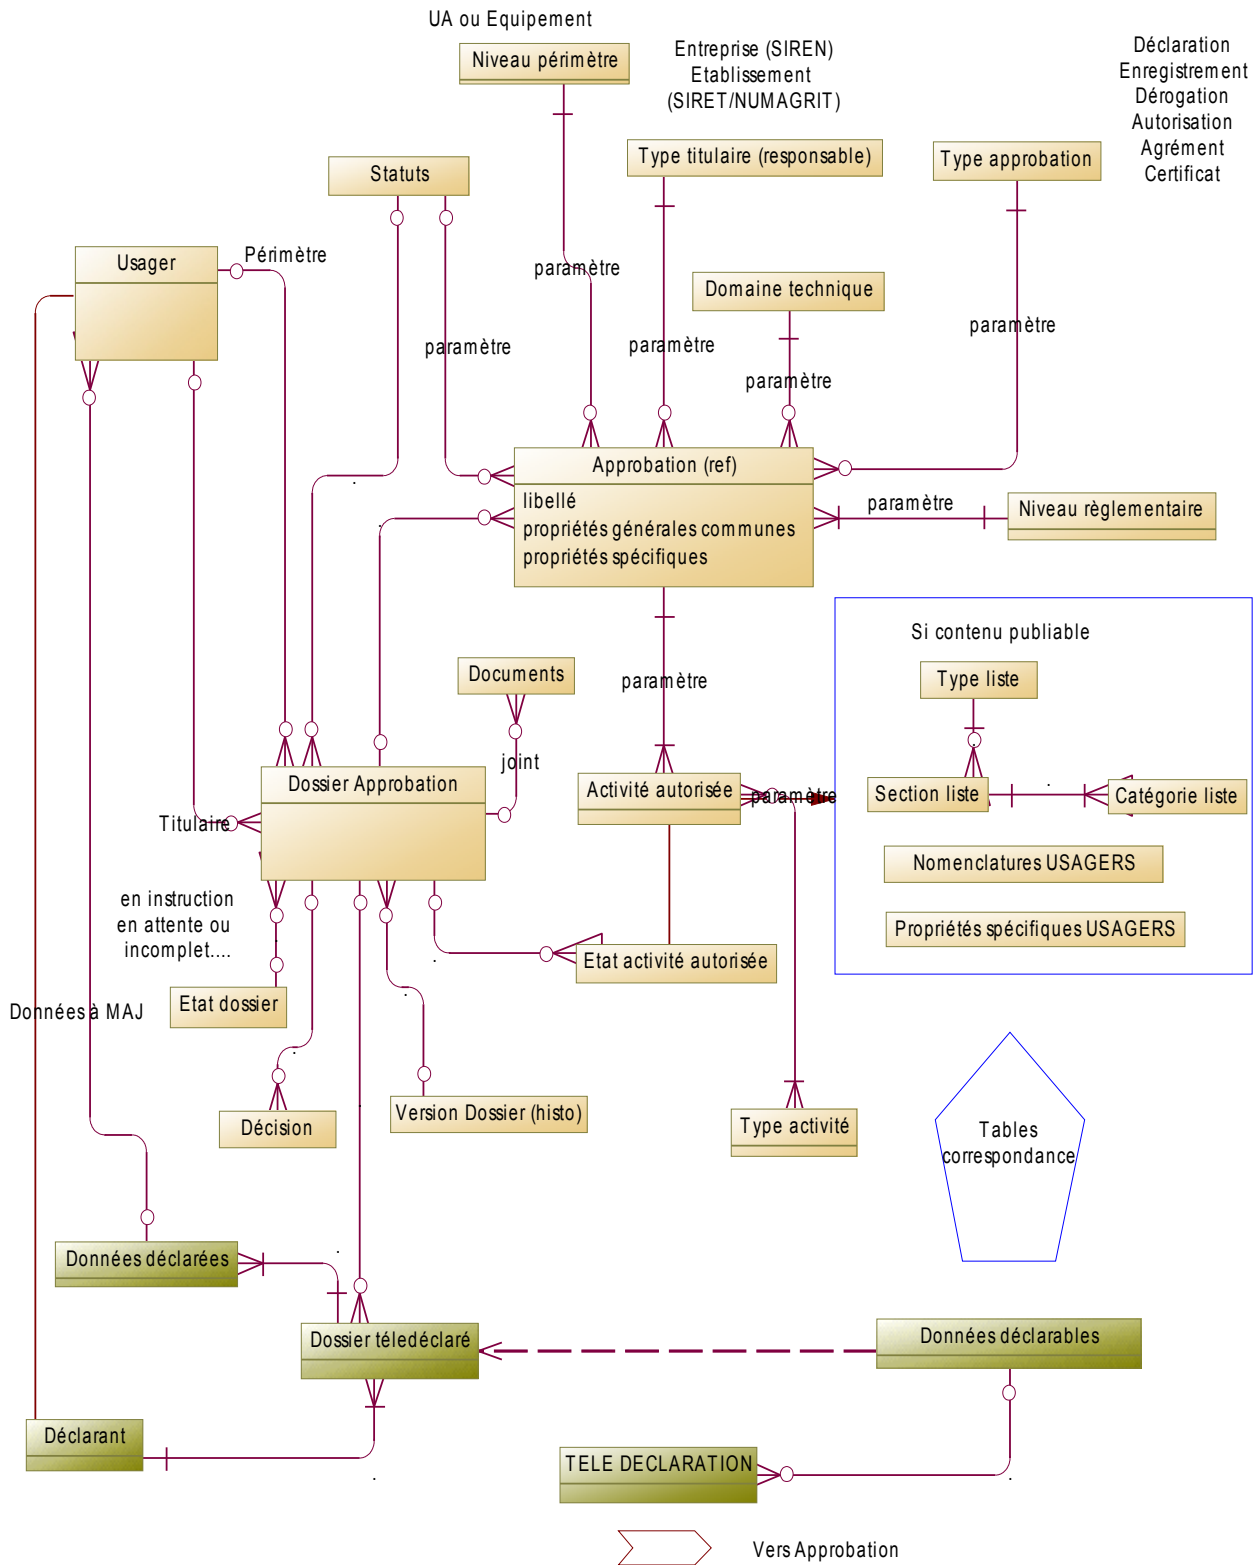 UA ou Equipement
Niveau périmètre
Entreprise (SIREN)
Etablissement
(SIRET/NUMAGRIT)
Déclaration
Enregistrement
Dérogation
Autorisation
Agrément
Certificat
Type titulaire (responsable)
Type approbation
Statuts
Usager
Périmètre
paramètre
Domaine technique
paramètre
paramètre
paramètre
paramètre
Approbation (ref)
libellé
propriétés générales communes
propriétés spécifiques
paramètre
Niveau règlementaire
Si contenu publiable
Type liste
Documents
paramètre
joint
Dossier Approbation
Activité autorisée
paramètre
Section liste
Catégorie liste
Titulaire
Nomenclatures USAGERS
Propriétés spécifiques USAGERS
en instruction
en attente ou
incomplet....
Etat activité autorisée
Etat dossier
Données à MAJ
Décision
Version Dossier (histo)
Type activité
Tables
correspondance
Données déclarées
Dossier téledéclaré
Données déclarables
Déclarant
TELE DECLARATION
Vers Approbation